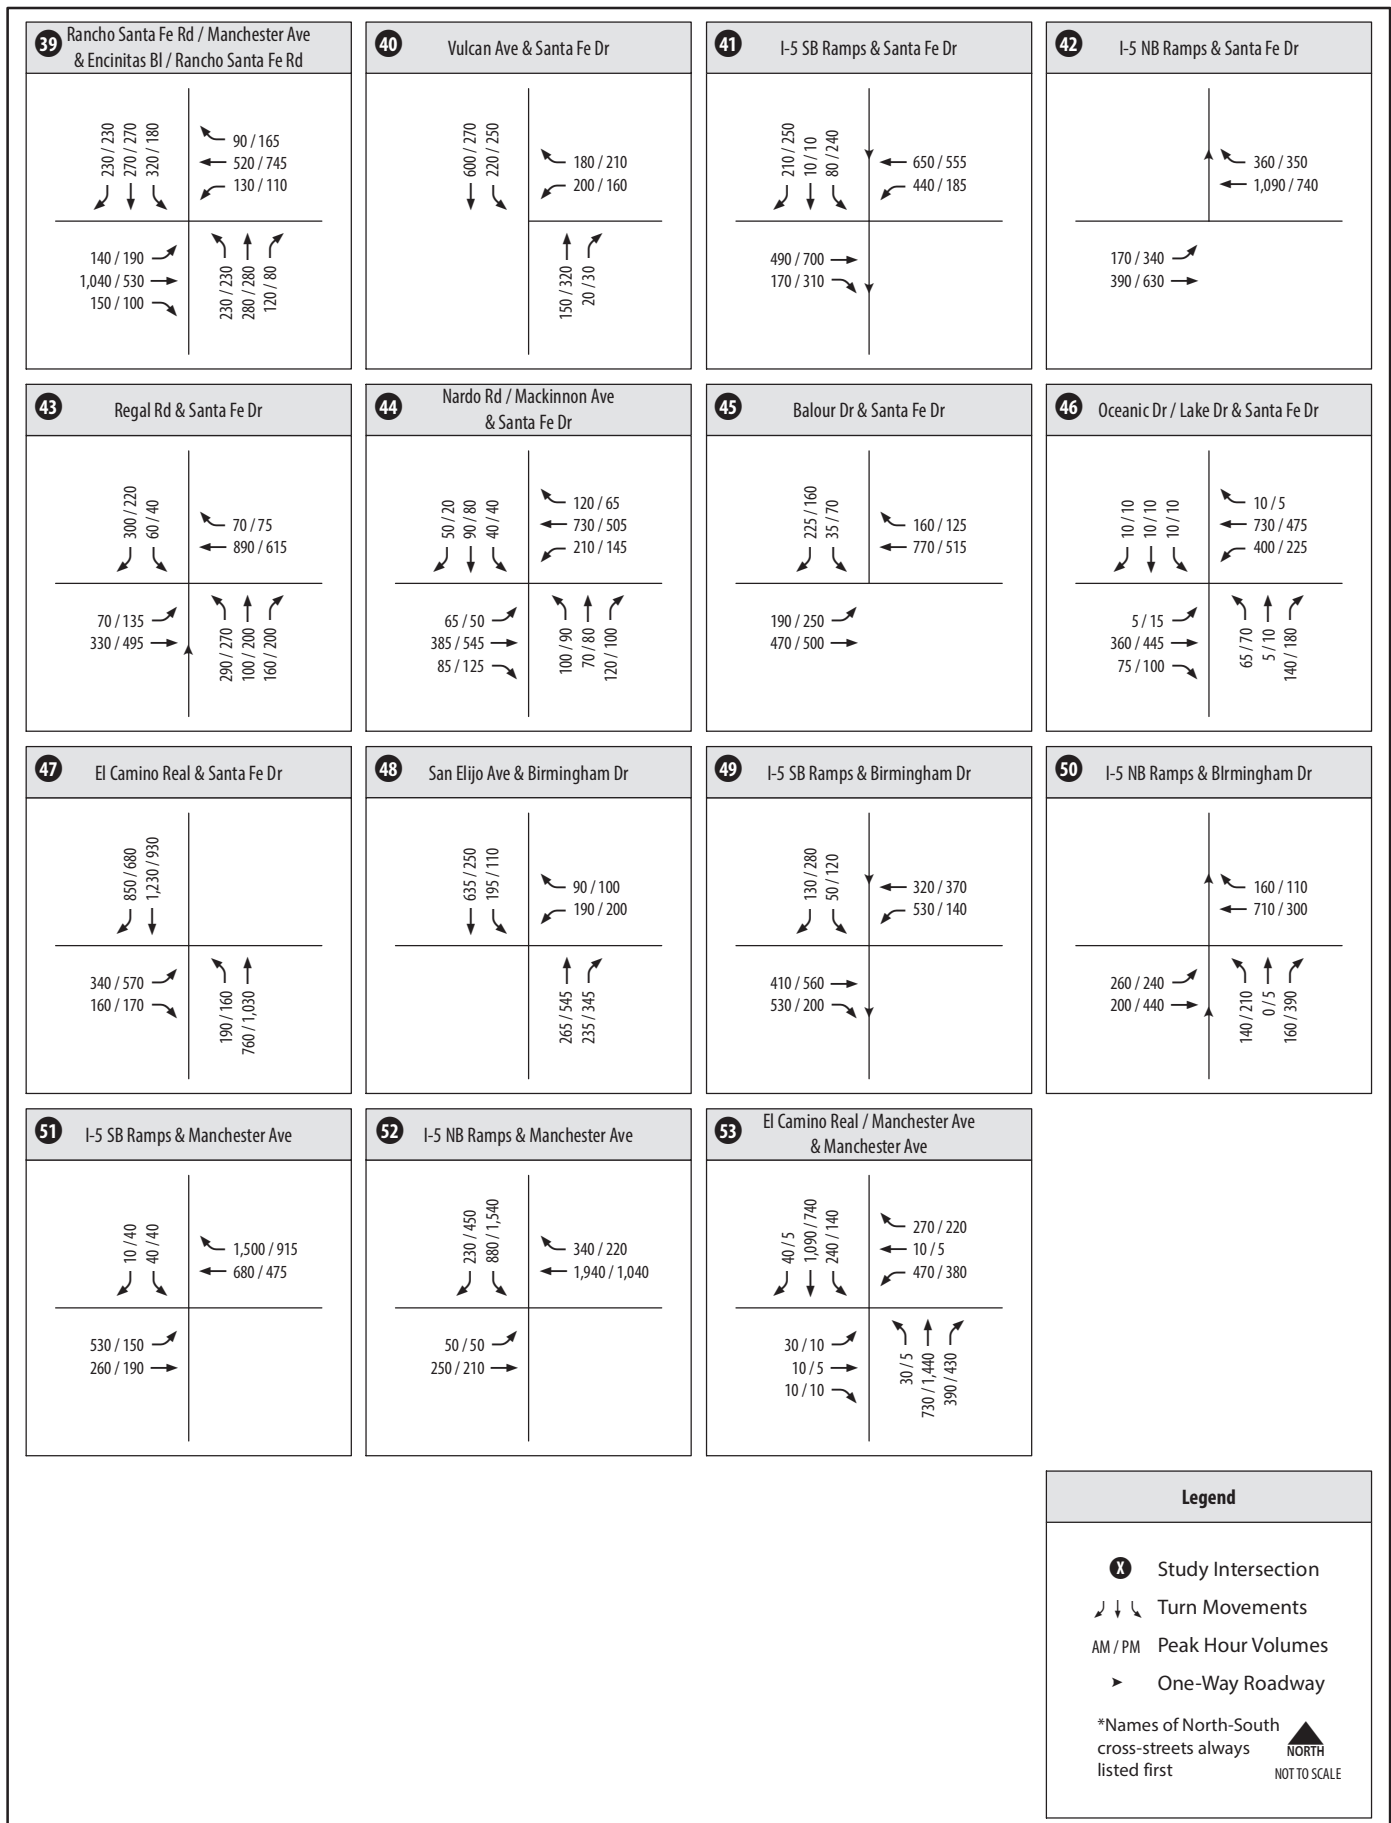 39
Rancho Santa Fe Rd / Manchester Ave
& Encinitas Bl / Rancho Santa Fe Rd
230 / 230
270 / 270
320 / 180
90 / 165
520 / 745
130 / 110
140 / 190
1,040 / 530
150 / 100
230 / 230
280 / 280
120 / 80
40
Vulcan Ave & Santa Fe Dr
600 / 270
220 / 250
180 / 210
200 / 160
150 / 320
20 / 30
41
I-5 SB Ramps & Santa Fe Dr
210 / 250
10 / 10
80 / 240
650 / 555
440 / 185
490 / 700
170 / 310
42
I-5 NB Ramps & Santa Fe Dr
360 / 350
1,090 / 740
170 / 340
390 / 630
43
Regal Rd & Santa Fe Dr
300 / 220
60 / 40
70 / 75
890 / 615
70 / 135
330 / 495
290 / 270
100 / 200
160 / 200
44
Nardo Rd / Mackinnon Ave
& Santa Fe Dr
50 / 20
90 / 80
40 / 40
120 / 65
730 / 505
210 / 145
65 / 50
385 / 545
85 / 125
100 / 90
70 / 80
120 / 100
45
Balour Dr & Santa Fe Dr
225 / 160
35 / 70
160 / 125
770 / 515
190 / 250
470 / 500
46
Oceanic Dr / Lake Dr & Santa Fe Dr
10 / 10
10 / 10
10 / 10
10 / 5
730 / 475
400 / 225
5 / 15
360 / 445
75 / 100
65 / 70
5 / 10
140 / 180
47
El Camino Real & Santa Fe Dr
850 / 680
1,230 / 930
340 / 570
160 / 170
190 / 160
760 / 1,030
48
San Elijo Ave & Birmingham Dr
635 / 250
195 / 110
90 / 100
190 / 200
265 / 545
235 / 345
49
I-5 SB Ramps & Birmingham Dr
130 / 280
50 / 120
320 / 370
530 / 140
410 / 560
530 / 200
50
I-5 NB Ramps & BIrmingham Dr
160 / 110
710 / 300
260 / 240
200 / 440
140 / 210
0 / 5
160 / 390
51
I-5 SB Ramps & Manchester Ave
10 / 40
40 / 40
1,500 / 915
680 / 475
530 / 150
260 / 190
52
I-5 NB Ramps & Manchester Ave
230 / 450
880 / 1,540
340 / 220
1,940 / 1,040
50 / 50
250 / 210
53
El Camino Real / Manchester Ave
& Manchester Ave
40 / 5
1,090 / 740
240 / 140
270 / 220
10 / 5
470 / 380
30 / 10
10 / 5
10 / 10
30 / 5
730 / 1,440
390 / 430
Legend
X Study Intersection
Turn Movements
AM / PM Peak Hour Volumes
One-Way Roadway
*Names of North-South
cross-streets always
listed first
NORTH
NOT TO SCALE